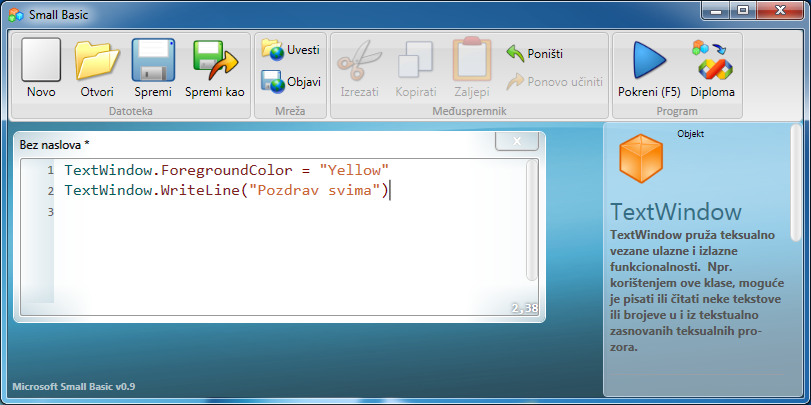 Small Basic
Novo
Otvori
Spremi
Spremi kao
Datoteka
Uvesti
Objavi
Mreža
Izrezati
Kopirati
Zaljepi
Poništi
Ponovo učiniti
Međuspremnik
Pokreni (F5)
Diploma
Program
Bez naslova *
1 TextWindow.ForegroundColor = "Yellow"
2 TextWindow.WriteLine("Pozdrav svima")
3
2,38
Microsoft Small Basic v0.9
Objekt
TextWindow
TextWindow pruža teksualno
vezane ulazne i izlazne
funkcionalnosti. Npr.
korištenjem ove klase, moguće
je pisati ili čitati neke tekstove
ili brojeve u i iz tekstualno
zasnovanih teksualnih pro-
zora.